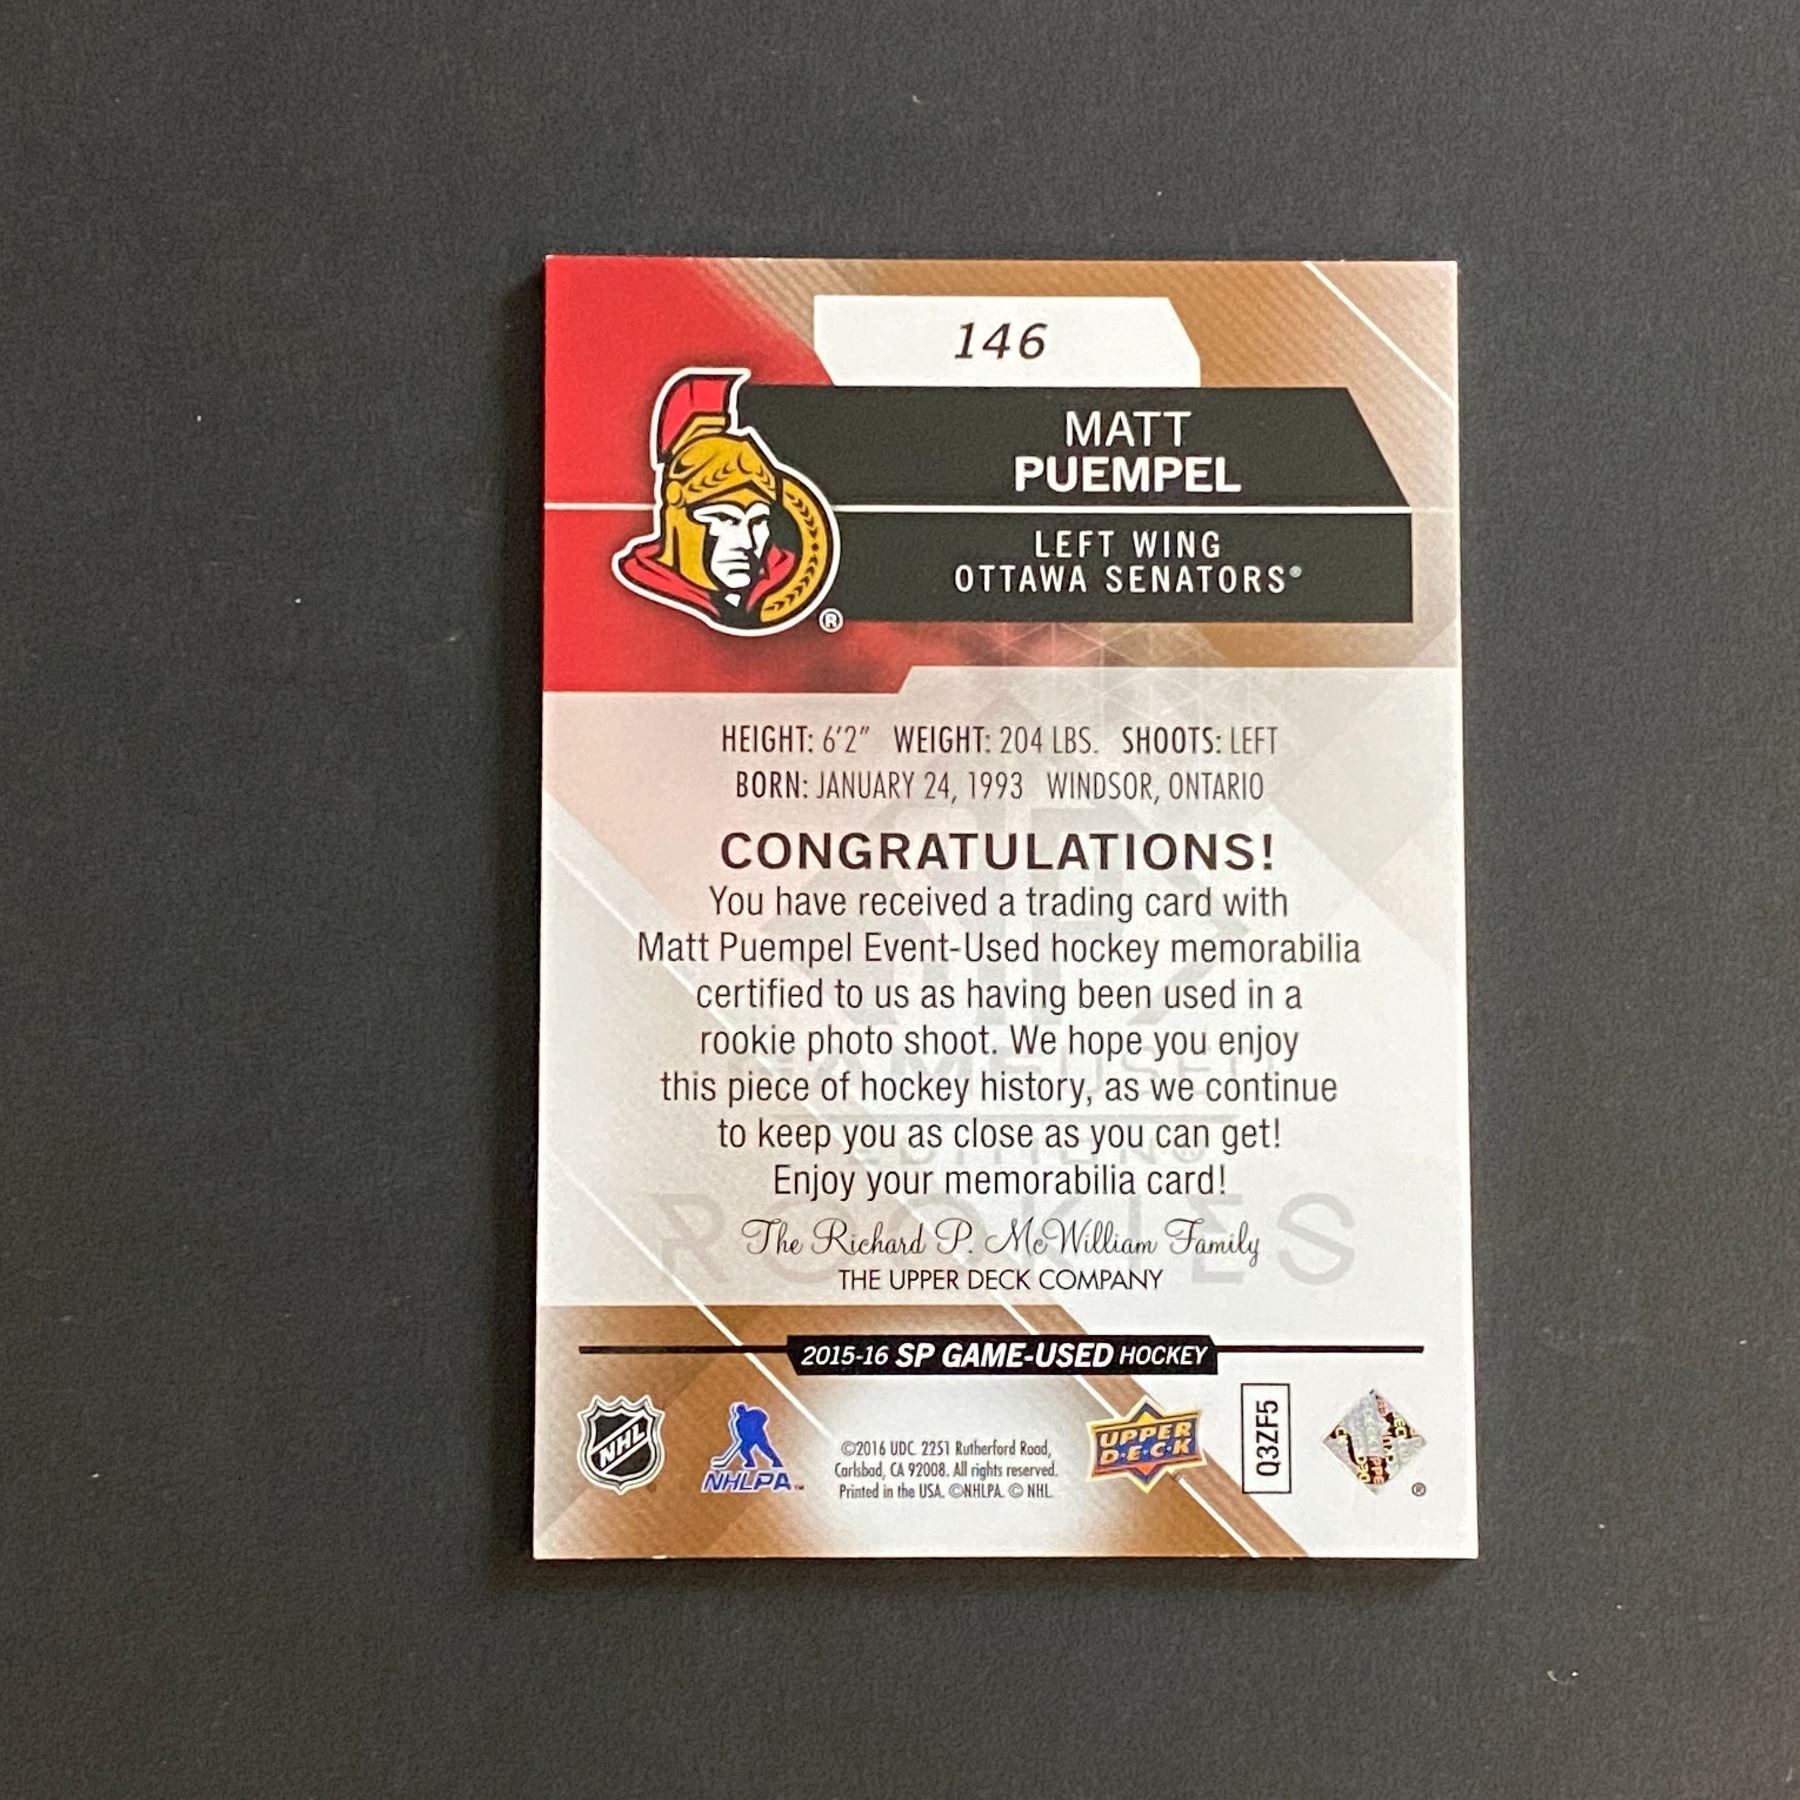 146
MATT
PUEMPEL
LEFT WING
OTTAWA SENATORS®
®
HEIGHT: 6'2" WEIGHT: 204 LBS. SHOOTS: LEFT
BORN: JANUARY 24, 1993 WINDSOR, ONTARIO
CONGRATULATIONS!
You have received a trading card with
Matt Puempel Event-Used hockey memorabilia
certified to us as having been used in a
rookie photo shoot. We hope you enjoy
this piece of hockey history, as we continue
to keep you as close as you can get!
Enjoy your memorabilia card!
ROOKIES
The Richard P. McWilliam Family
THE UPPER DECK COMPANY
2015-16 SP GAME-USED HOCKEY
NHL
NHLPA™
©2016 UDC. 2251 Rutherford Road,
Carlsbad, CA 92008. All rights reserved.
Printed in the USA. ©NHLPA. © NHL.
UPPER
D·E·C·K
Q3ZF5
®